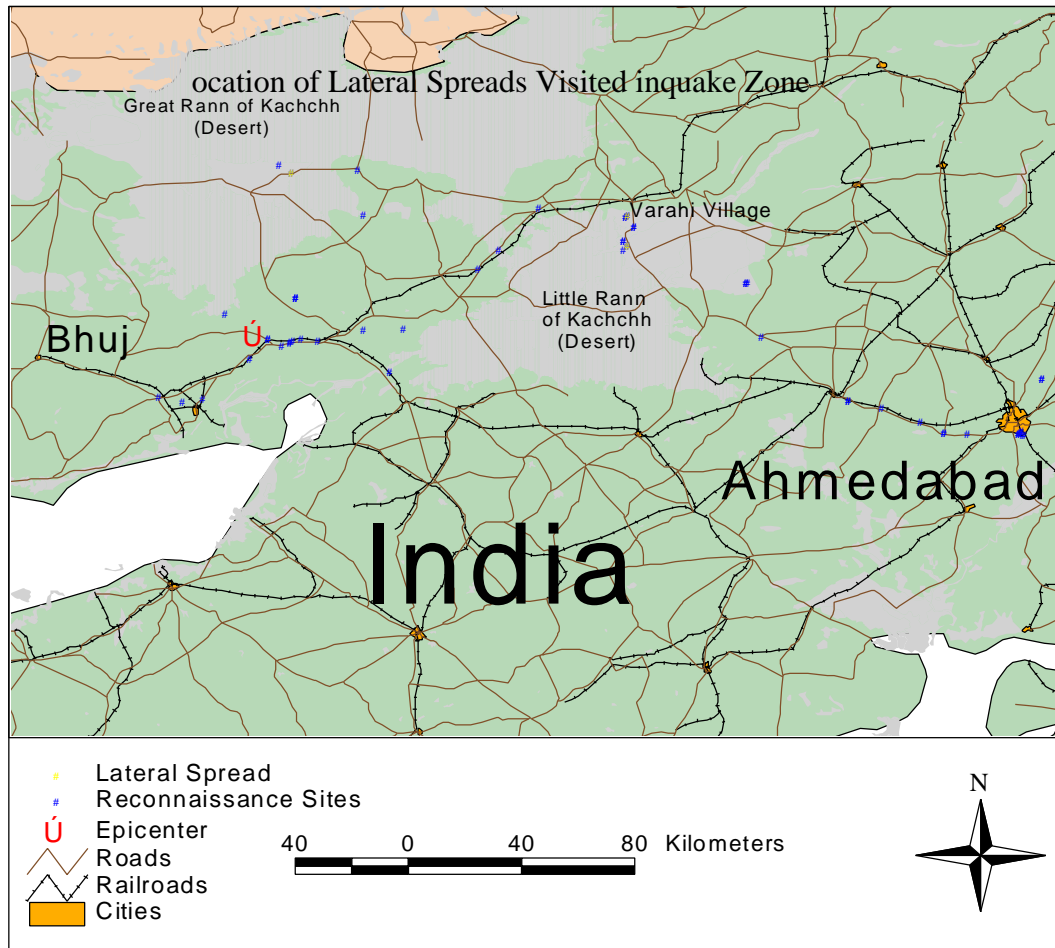 ocation of Lateral Spreads Visited inquake Zone
Great Rann of Kachchh
(Desert)
Varahi Village
Little Rann
of Kachchh
(Desert)
Bhuj
Ú
Ahmedabad
India
# Lateral Spread
# Reconnaissance Sites
Ú Epicenter
Roads
Railroads
Cities
40 0 40 80 Kilometers
N